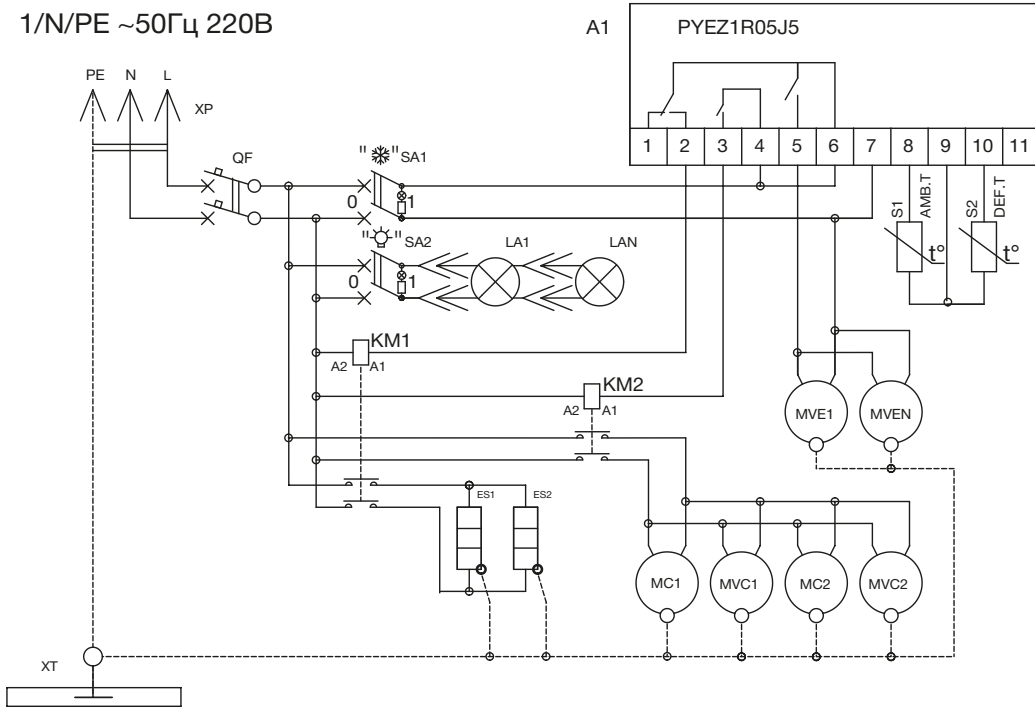 1/N/PE ~50Гц 220В
A1 PYEZ1R05J5
PE N L
XP
1 2 3 4 5 6 7 8 9 10 11
QF
"❄" SA1
0 1
S1 AMB.T
S2 DEF.T
t° t°
"" SA2 LA1 LAN
0 1
KM1
A2 A1
KM2
A2 A1
MVE1 MVEN
ES1 ES2
MC1 MVC1 MC2 MVC2
XT